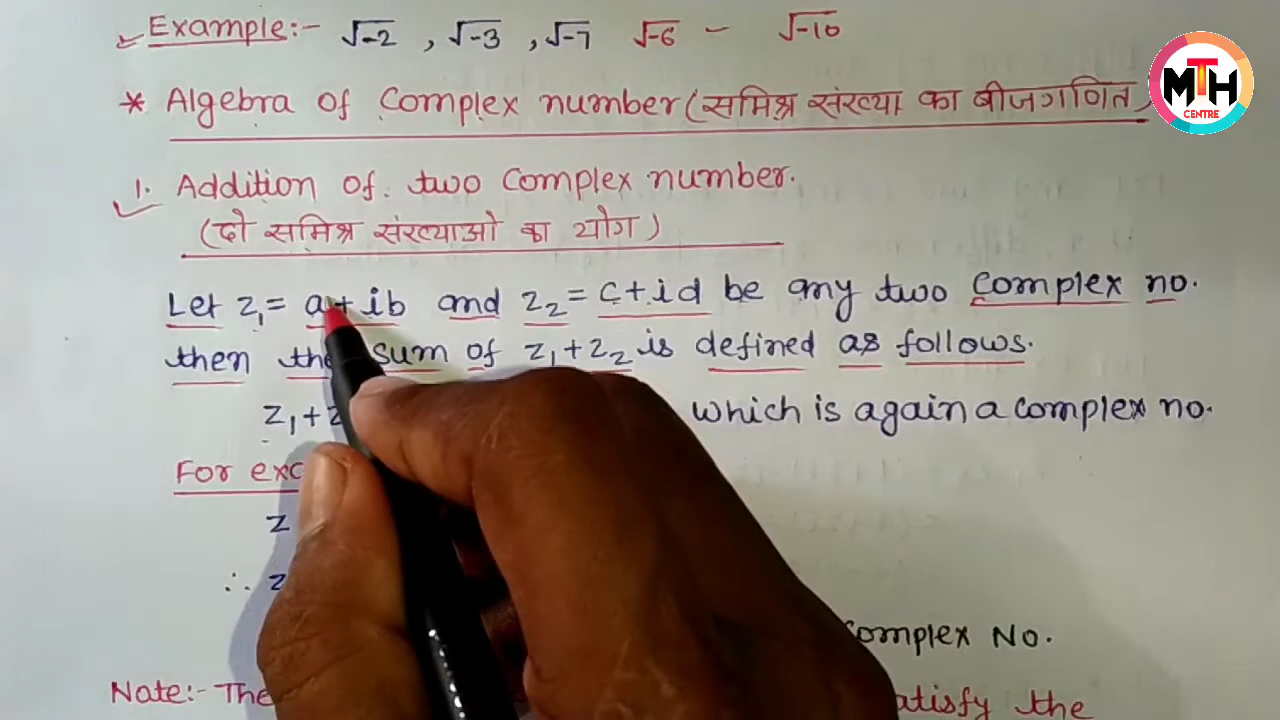 Example:- √-2 , √-3 , √-7 √-6 - √-10
MTH
CENTRE
* Algebra of Complex number (समिश्र संख्या का बीजगणित)
1. Addition of two complex number.
(दो समिश्र संख्याओ का योग)
Let z₁ = a + ib and z₂ = c + id be any two complex no.
then the sum of z₁ + z₂ is defined as follows.
z₁ + z which is again a complex no.
For
z
∴ z Complex No.
Note:- The the